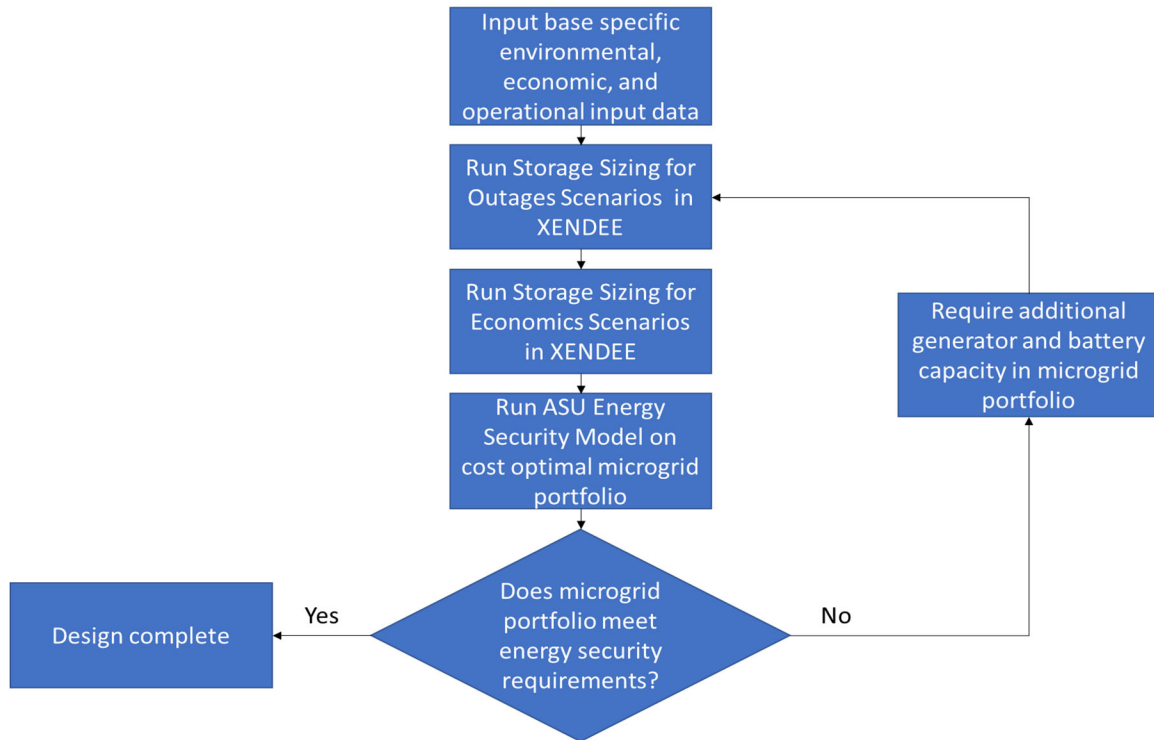 Input base specific
environmental,
economic, and
operational input data
Run Storage Sizing for
Outages Scenarios in
XENDEE
Run Storage Sizing for
Economics Scenarios
in XENDEE
Require additional
generator and battery
capacity in microgrid
portfolio
Run ASU Energy
Security Model on
cost optimal microgrid
portfolio
Does microgrid
portfolio meet
energy security
requirements?
Yes
No
Design complete